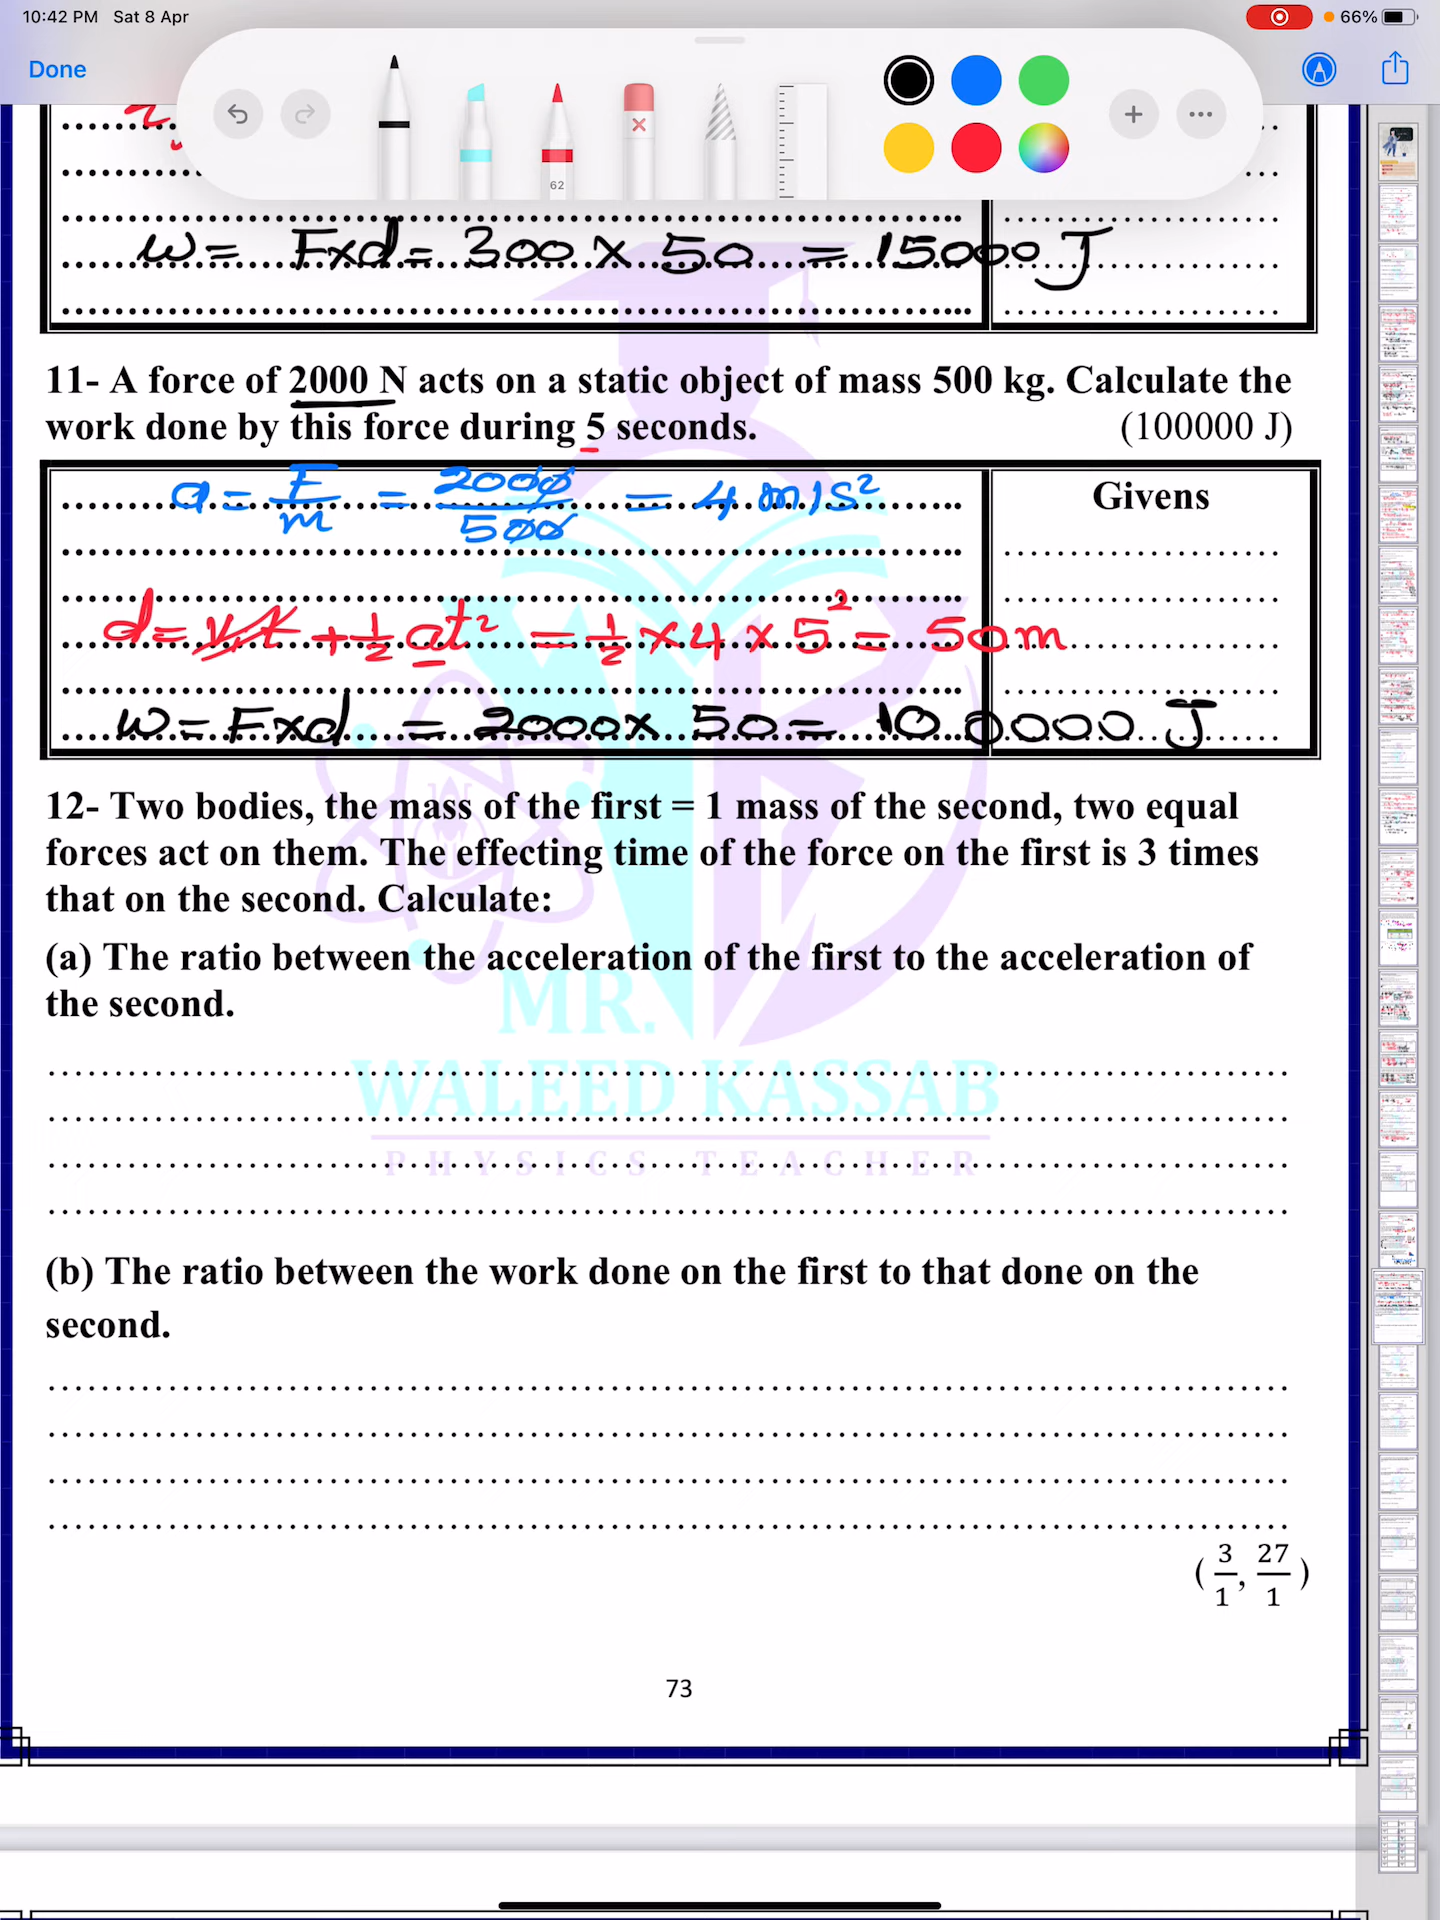 10:42 PM Sat 8 Apr
66%
Done
62
W = F×d = 300 × 50 = 15000 J
11- A force of 2000 N acts on a static object of mass 500 kg. Calculate the
work done by this force during 5 seconds. (100000 J)
a = F/m = 2000/500 = 4 m/s²
Givens
d = Vit + 1/2 at² = 1/2 × 4 × 5² = 50 m
W = F×d = 2000 × 50 = 100000 J
12- Two bodies, the mass of the first = 1 mass of the second, two equal
forces act on them. The effecting time of the force on the first is 3 times
that on the second. Calculate:
(a) The ratio between the acceleration of the first to the acceleration of
the second.
MR.
WALEED KASSAB
PHYSICS TEACHER
(b) The ratio between the work done on the first to that done on the
second.
(3/1, 27/1)
73